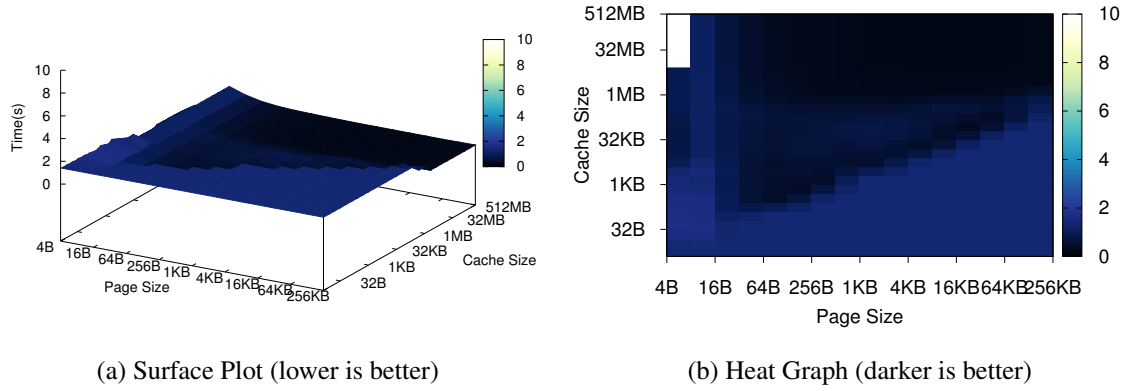 10
8
6
4
2
0
Time(s)
10
8
6
4
2
0
4B
16B
64B
256B
1KB
4KB
16KB
64KB
256KB
Page Size
32B
1KB
32KB
1MB
32MB
512MB
Cache Size
(a) Surface Plot (lower is better)
512MB
32MB
1MB
32KB
1KB
32B
Cache Size
4B 16B 64B 256B 1KB 4KB 16KB 64KB 256KB
Page Size
10
8
6
4
2
0
(b) Heat Graph (darker is better)